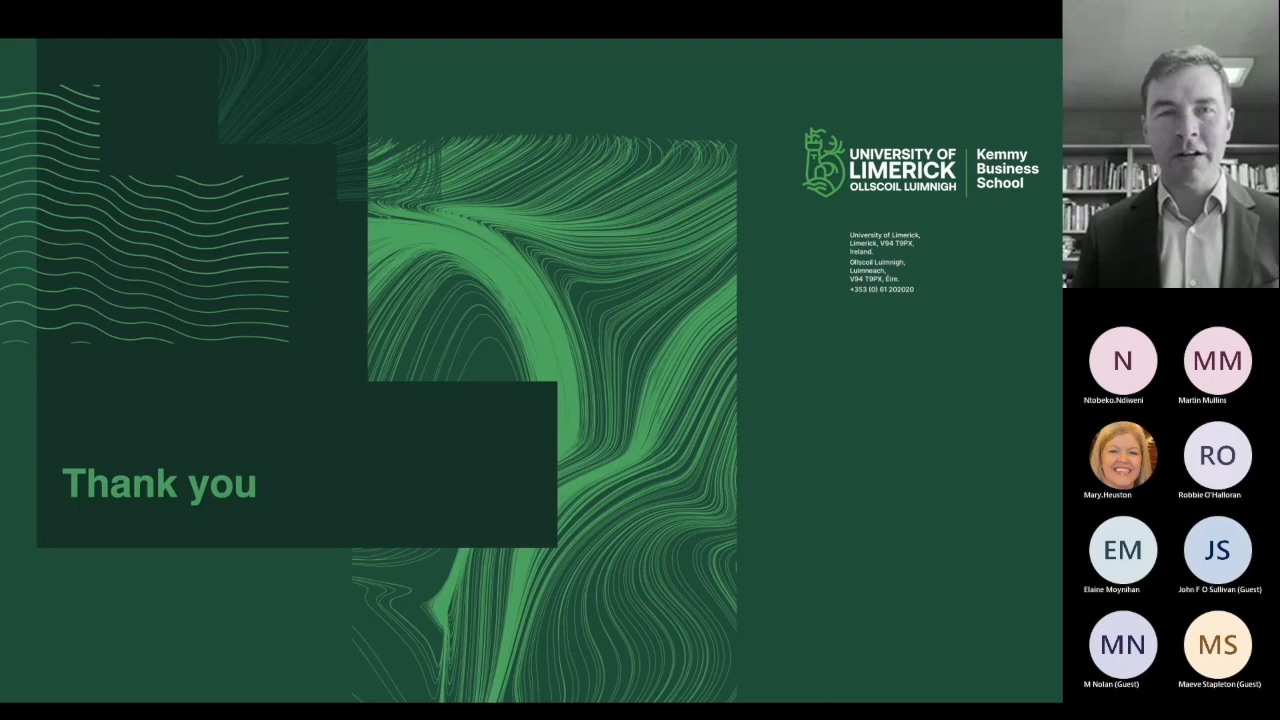 UNIVERSITY OF
LIMERICK
OLLSCOIL LUIMNIGH
Kemmy
Business
School
University of Limerick,
Limerick, V94 T9PX,
Ireland.
Ollscoil Luimnigh,
Luimneach,
V94 T9PX, Éire.
+353 (0) 61 202020
Thank you
N
Ntobeko.Ndiweni
MM
Martin Mullins
Mary.Heuston
RO
Robbie O'Halloran
EM
Elaine Moynihan
JS
John F O Sullivan (Guest)
MN
M Nolan (Guest)
MS
Maeve Stapleton (Guest)